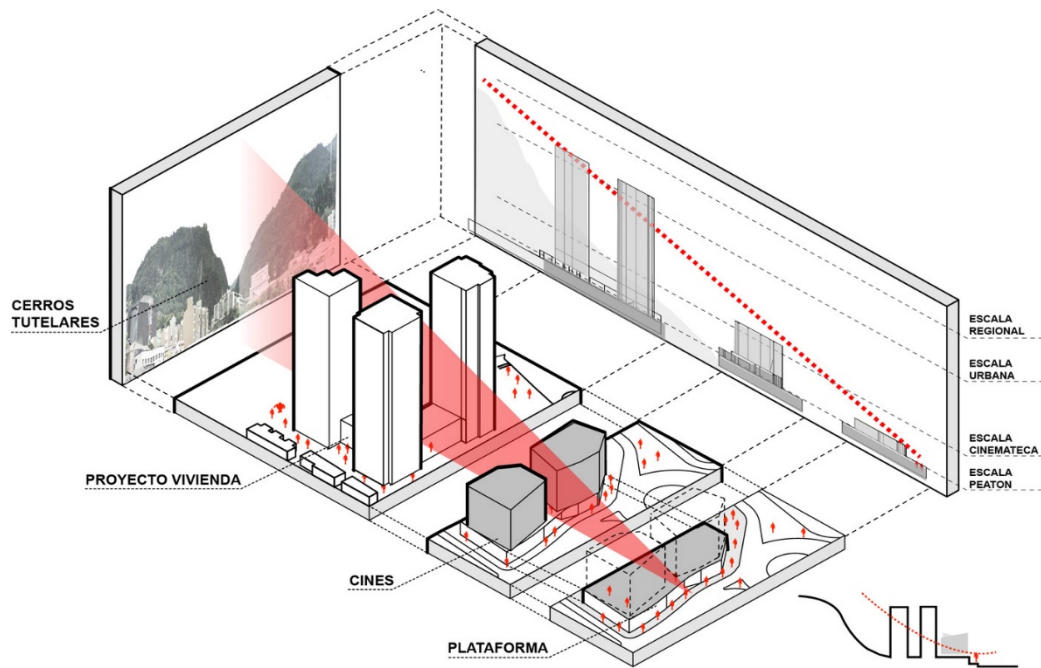 CERROS
TUTELARES
PROYECTO VIVIENDA
CINES
PLATAFORMA
ESCALA
REGIONAL
ESCALA
URBANA
ESCALA
CINEMATECA
ESCALA
PEATON